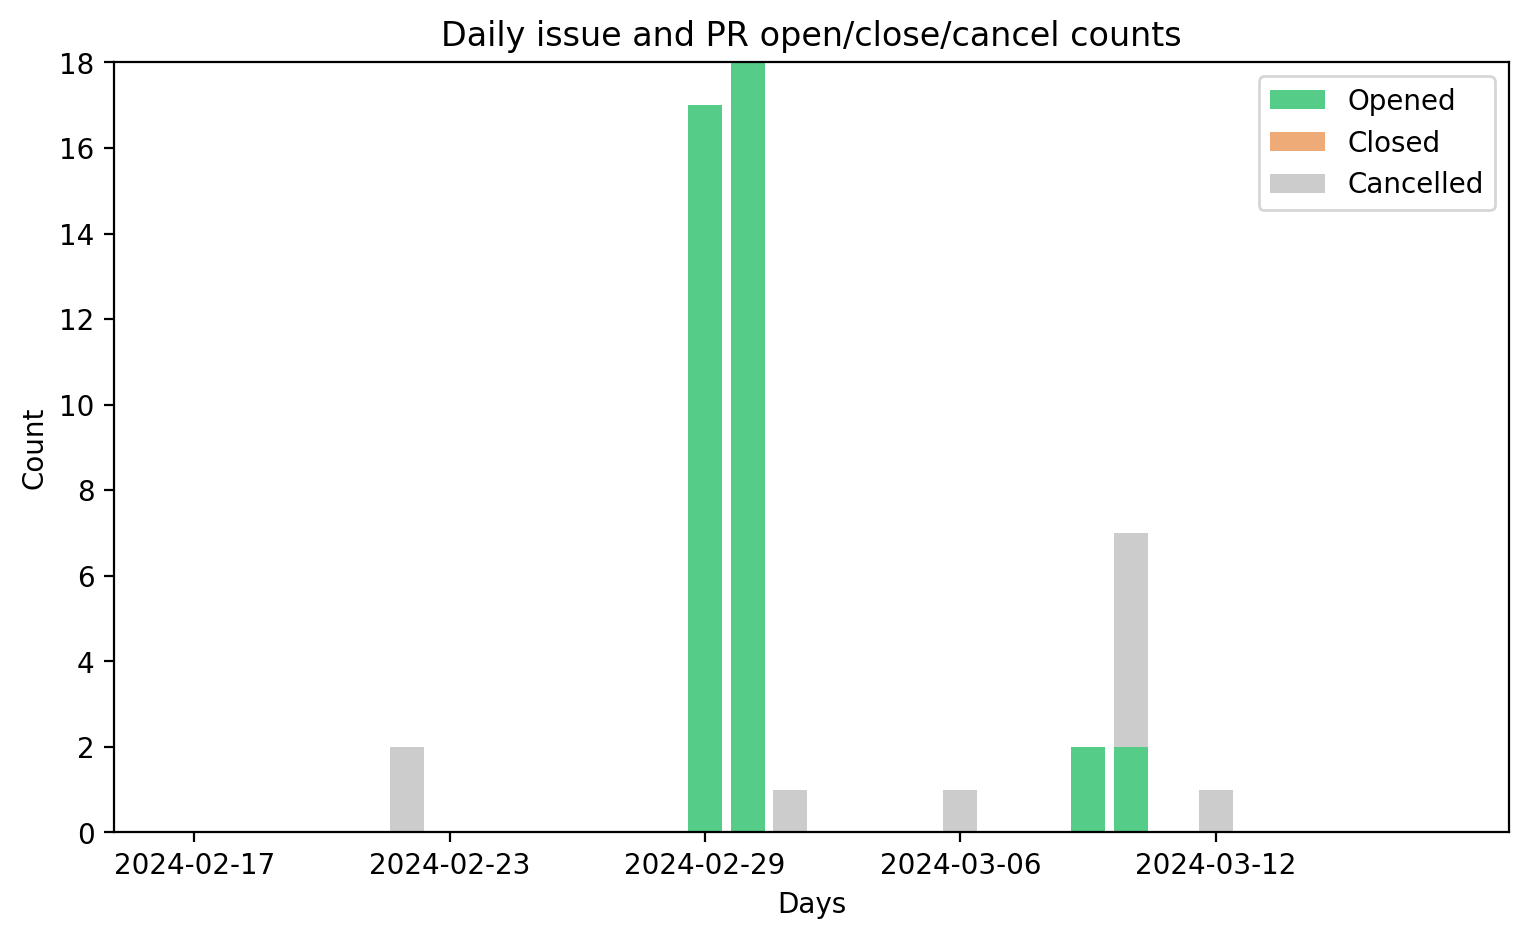 Daily issue and PR open/close/cancel counts
18
16
14
12
10
8
6
4
2
0
Count
Opened
Closed
Cancelled
2024-02-17
2024-02-23
2024-02-29
2024-03-06
2024-03-12
Days